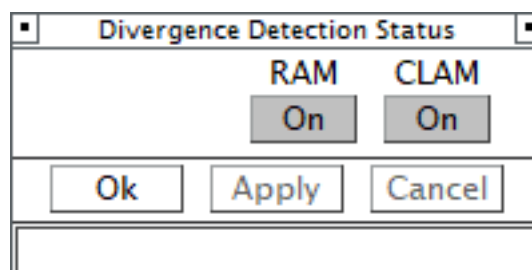 Divergence Detection Status
RAM CLAM
On On
Ok Apply Cancel